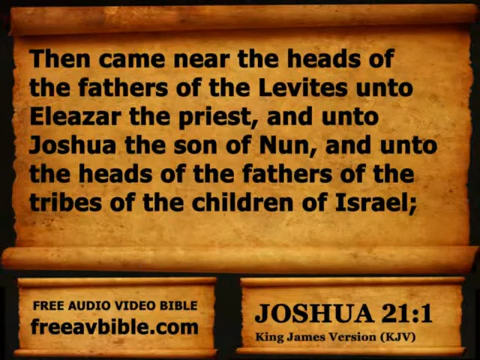 Then came near the heads of
the fathers of the Levites unto
Eleazar the priest, and unto
Joshua the son of Nun, and unto
the heads of the fathers of the
tribes of the children of Israel;
FREE AUDIO VIDEO BIBLE
freeavbible.com
JOSHUA 21:1
King James Version (KJV)